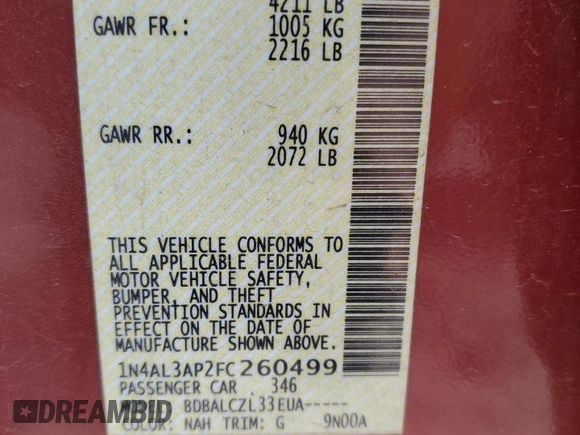 4211 LB
GAWR FR.: 1005 KG
2216 LB
GAWR RR.: 940 KG
2072 LB
THIS VEHICLE CONFORMS TO
ALL APPLICABLE FEDERAL
MOTOR VEHICLE SAFETY,
BUMPER, AND THEFT
PREVENTION STANDARDS IN
EFFECT ON THE DATE OF
MANUFACTURE SHOWN ABOVE.
1N4AL3AP2FC260499
PASSENGER CAR 346
BDBALCZL33EUA-----
COLOR: NAH TRIM: G 9N00A
DREAMBID